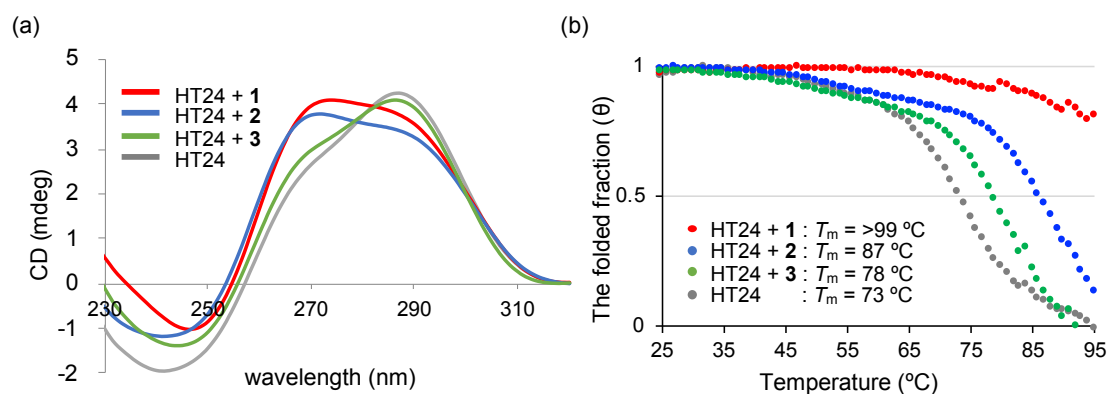 (a)
CD (mdeg)
5
4
3
2
1
0
-1
-2
230
250
270
290
310
wavelength (nm)
HT24 + 1
HT24 + 2
HT24 + 3
HT24
(b)
The folded fraction (θ)
1
0.5
0
25
35
45
55
65
75
85
95
Temperature (ºC)
HT24 + 1 : Tm = >99 ºC
HT24 + 2 : Tm = 87 ºC
HT24 + 3 : Tm = 78 ºC
HT24 : Tm = 73 ºC